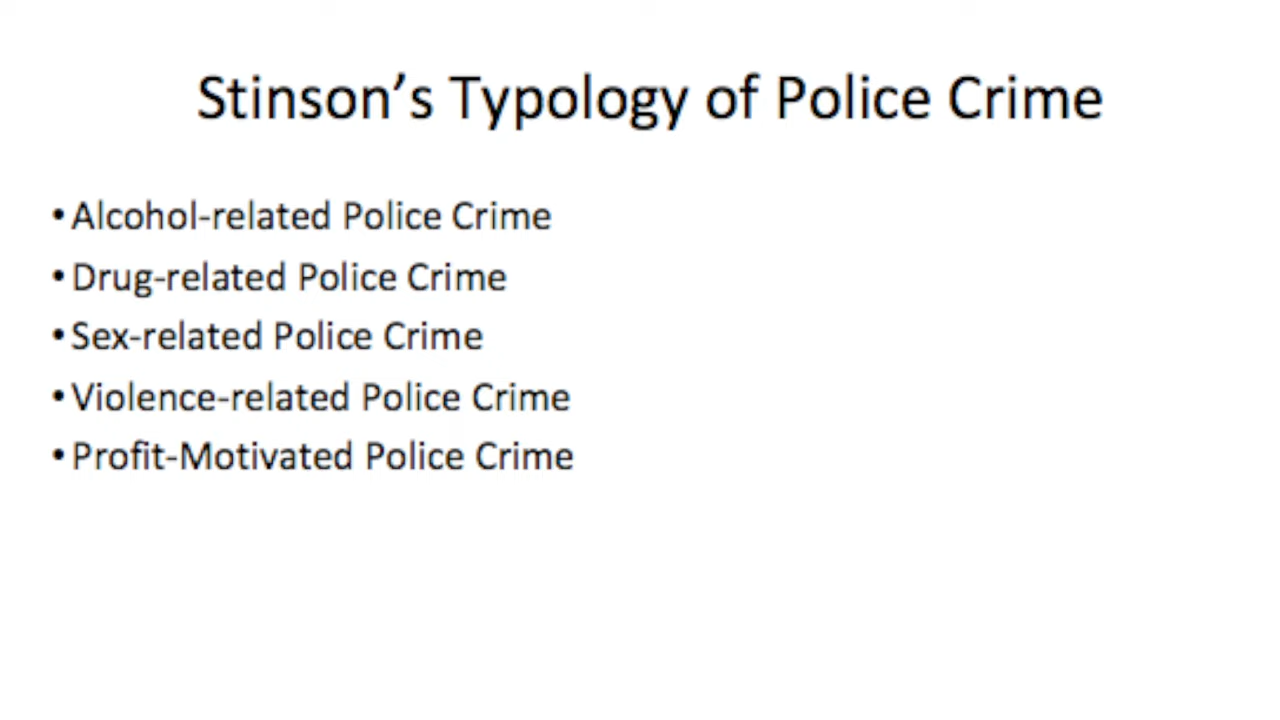 Stinson’s Typology of Police Crime
•Alcohol-related Police Crime
•Drug-related Police Crime
•Sex-related Police Crime
•Violence-related Police Crime
•Profit-Motivated Police Crime